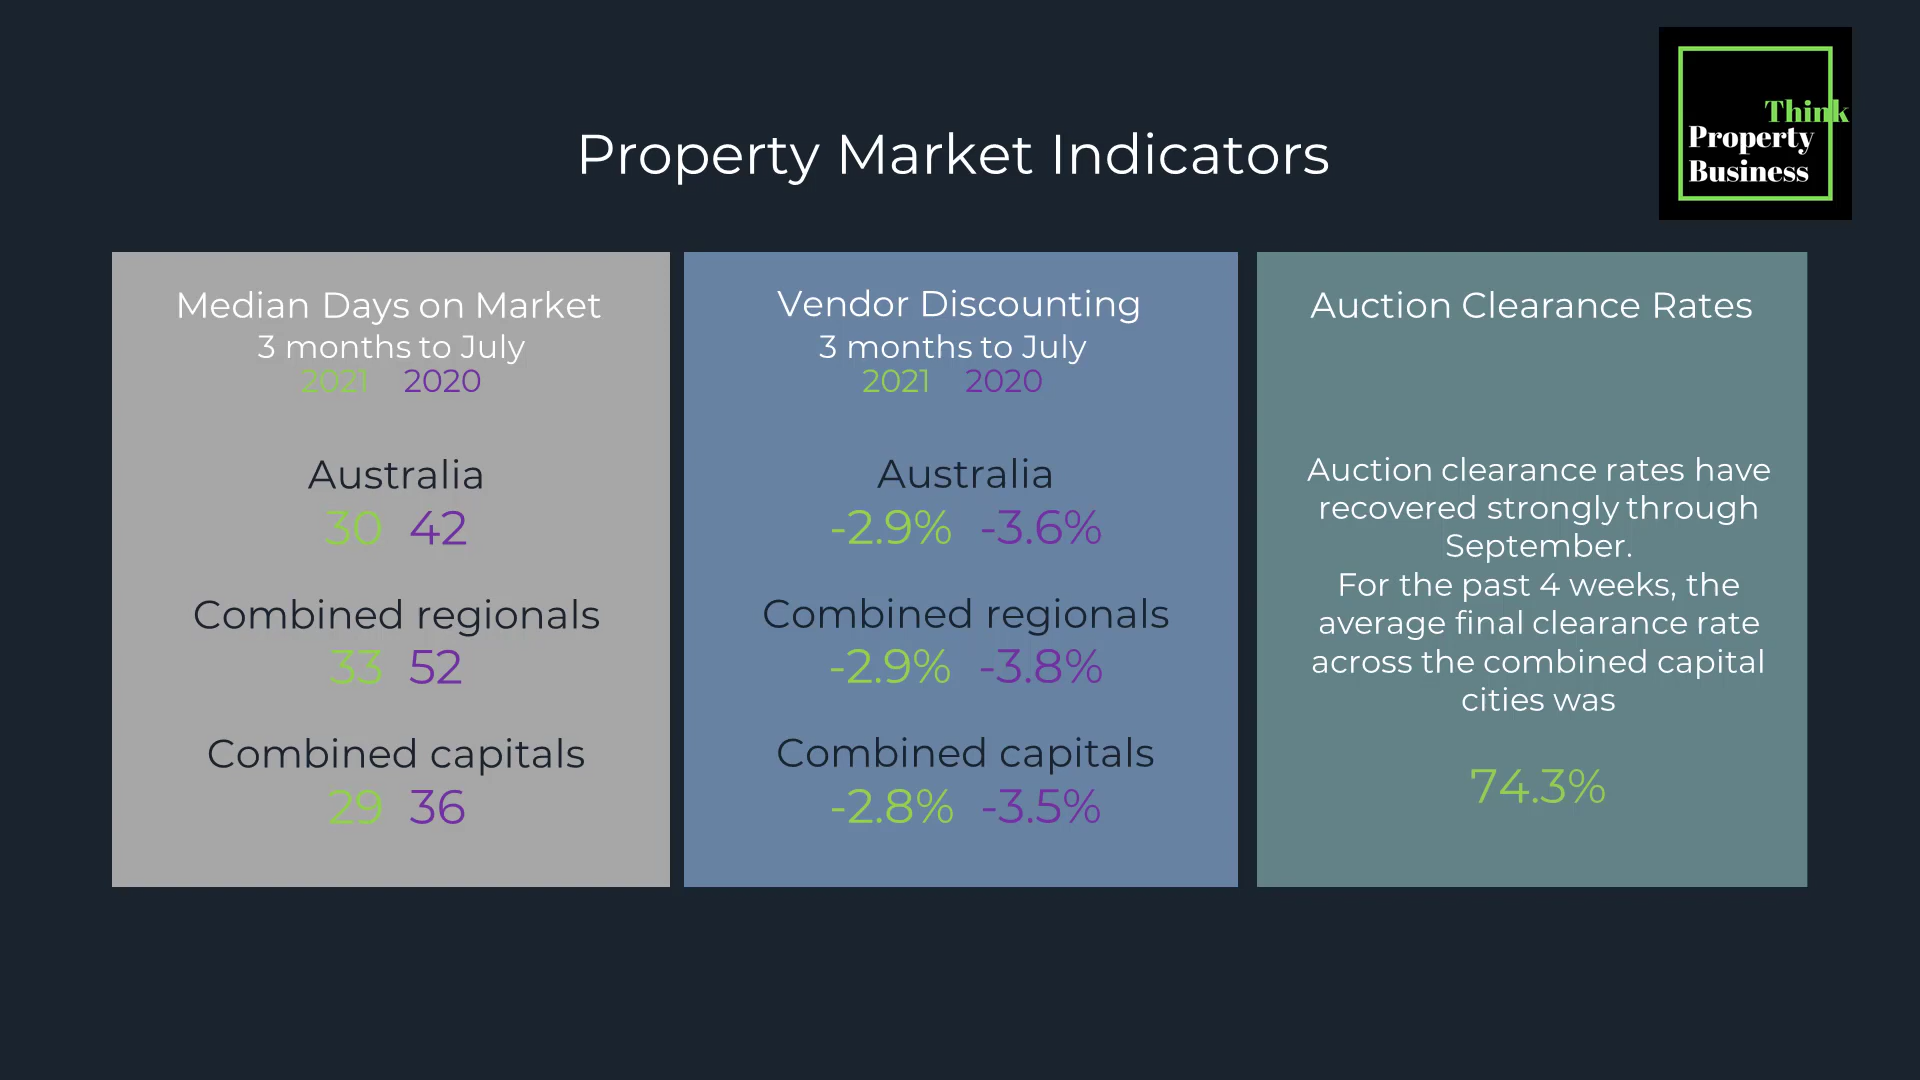 Think
Property
Business
Property Market Indicators
Median Days on Market
3 months to July
2021 2020
Australia
30 42
Combined regionals
33 52
Combined capitals
29 36
Vendor Discounting
3 months to July
2021 2020
Australia
-2.9% -3.6%
Combined regionals
-2.9% -3.8%
Combined capitals
-2.8% -3.5%
Auction Clearance Rates
Auction clearance rates have
recovered strongly through
September.
For the past 4 weeks, the
average final clearance rate
across the combined capital
cities was
74.3%